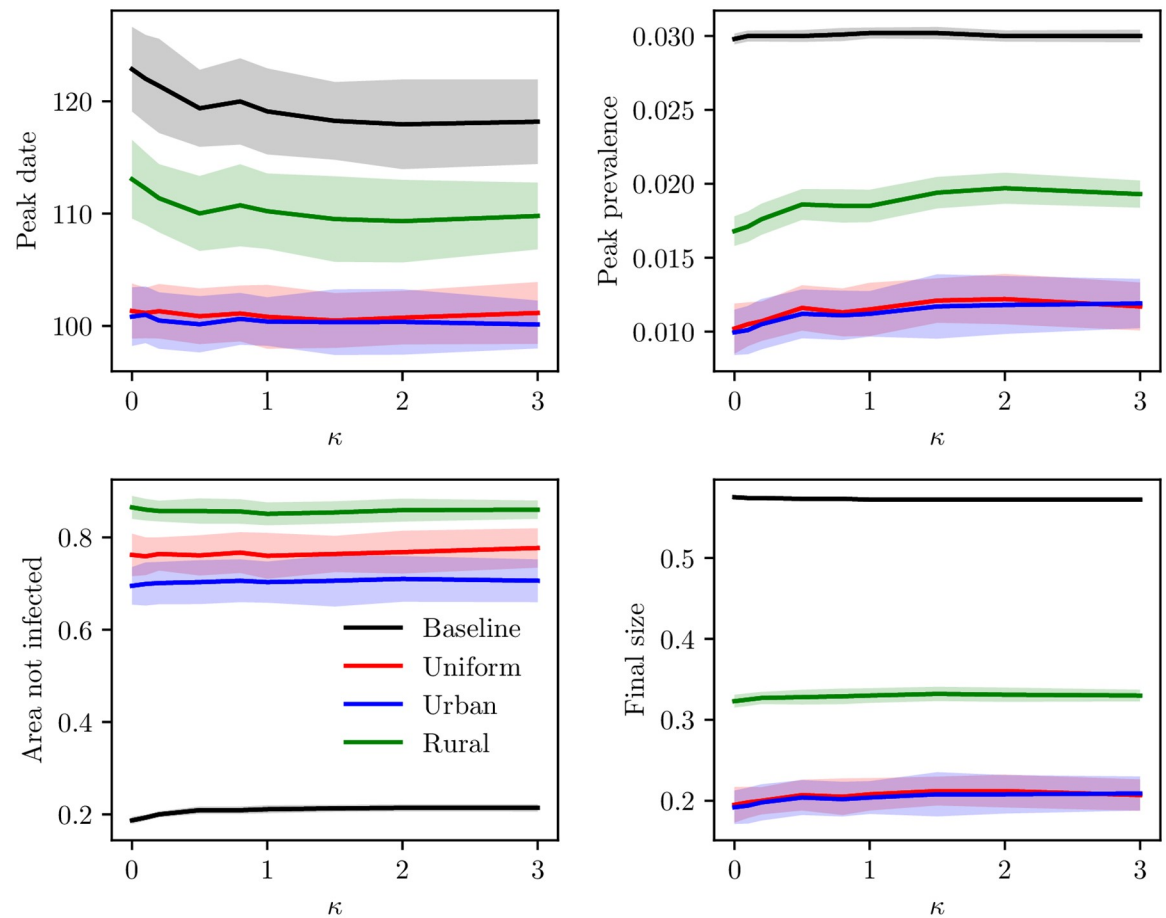 Peak date
120
110
100
0 1 2 3
κ
Peak prevalence
0.030
0.025
0.020
0.015
0.010
0 1 2 3
κ
Area not infected
0.8
0.6
0.4
0.2
Baseline
Uniform
Urban
Rural
0 1 2 3
κ
Final size
0.5
0.4
0.3
0.2
0 1 2 3
κ